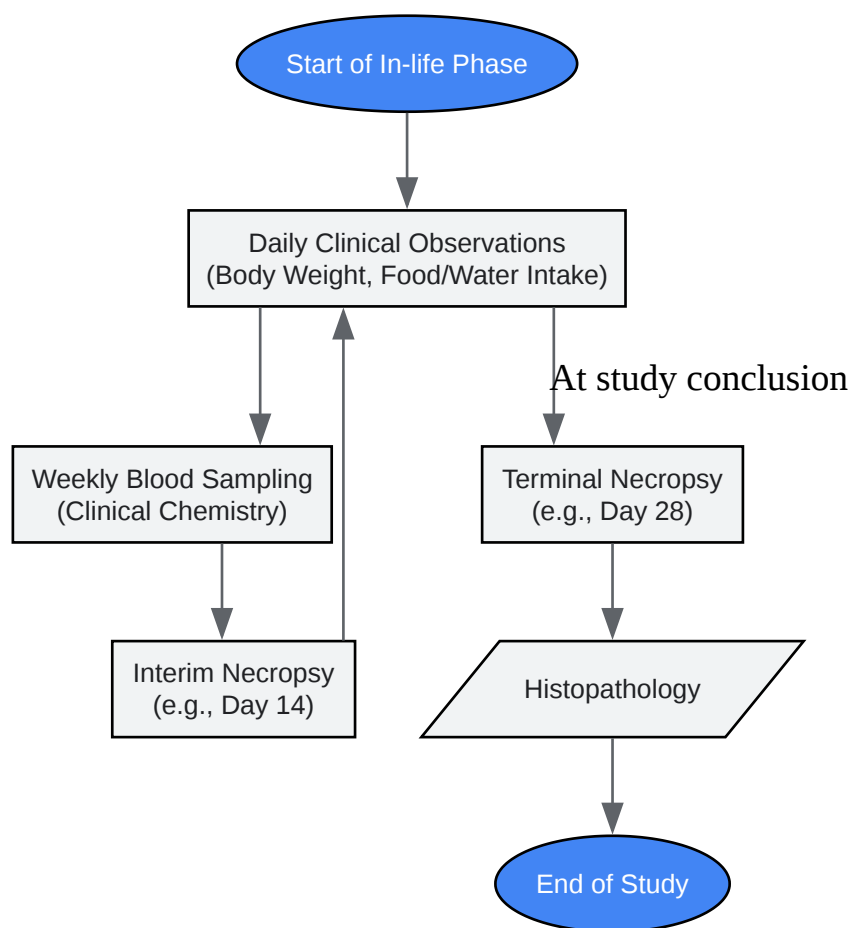 Start of In-life Phase
Daily Clinical Observations
(Body Weight, Food/Water Intake)
At study conclusion
Weekly Blood Sampling
(Clinical Chemistry)
Terminal Necropsy
(e.g., Day 28)
Interim Necropsy
(e.g., Day 14)
Histopathology
End of Study